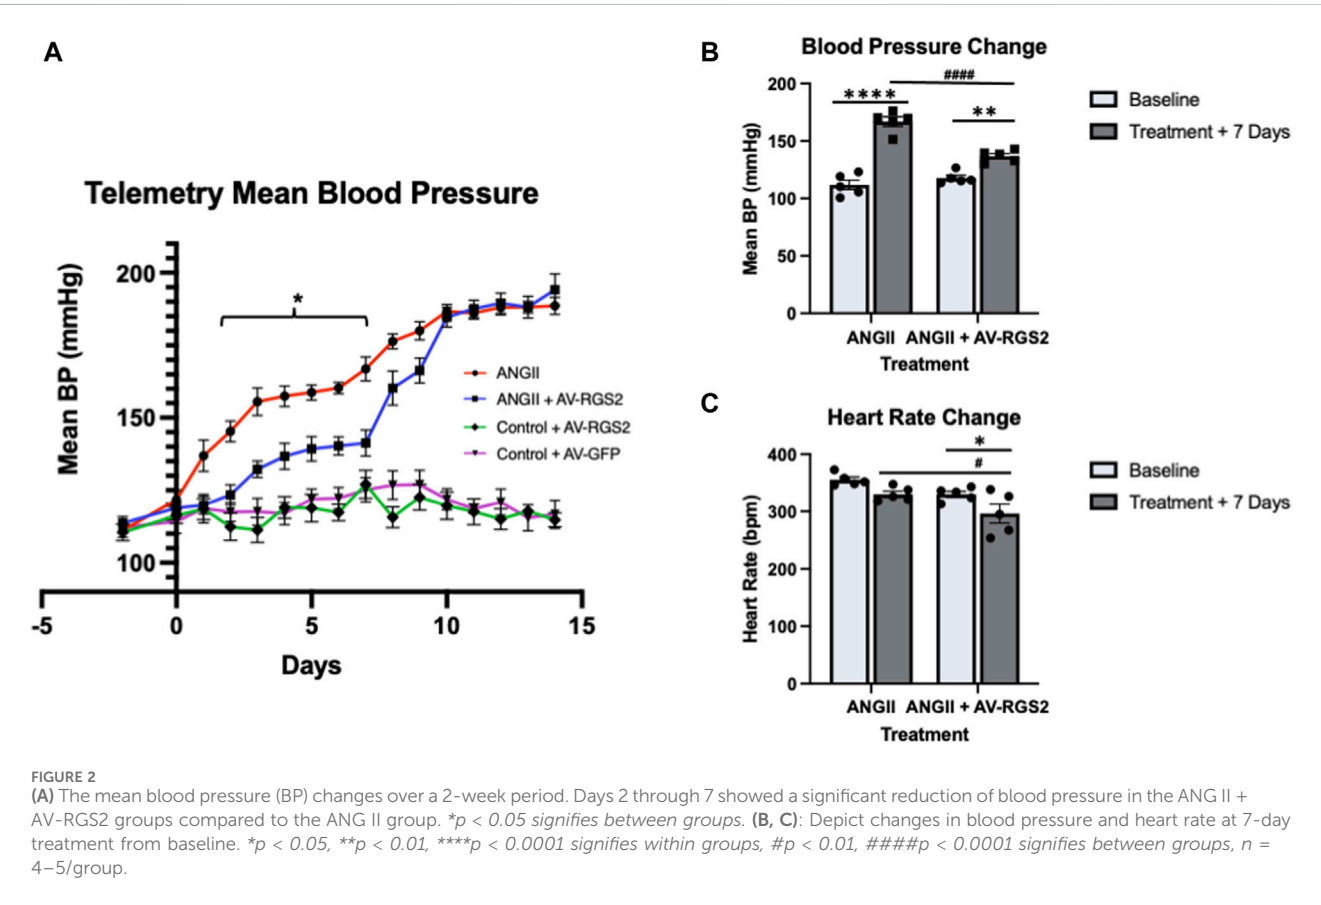 A
Telemetry Mean Blood Pressure
Mean BP (mmHg)
200
150
100
*
ANGII
ANGII + AV-RGS2
Control + AV-RGS2
Control + AV-GFP
-5 0 5 10 15
Days
B
Blood Pressure Change
Mean BP (mmHg)
200
150
100
50
0
####
****
**
Baseline
Treatment + 7 Days
ANGII ANGII + AV-RGS2
Treatment
C
Heart Rate Change
Heart Rate (bpm)
400
300
200
100
0
*
#
Baseline
Treatment + 7 Days
ANGII ANGII + AV-RGS2
Treatment
FIGURE 2
(A) The mean blood pressure (BP) changes over a 2-week period. Days 2 through 7 showed a significant reduction of blood pressure in the ANG II +
AV-RGS2 groups compared to the ANG II group. *p < 0.05 signifies between groups. (B, C): Depict changes in blood pressure and heart rate at 7-day
treatment from baseline. *p < 0.05, **p < 0.01, ****p < 0.0001 signifies within groups, #p < 0.01, ####p < 0.0001 signifies between groups, n =
4–5/group.